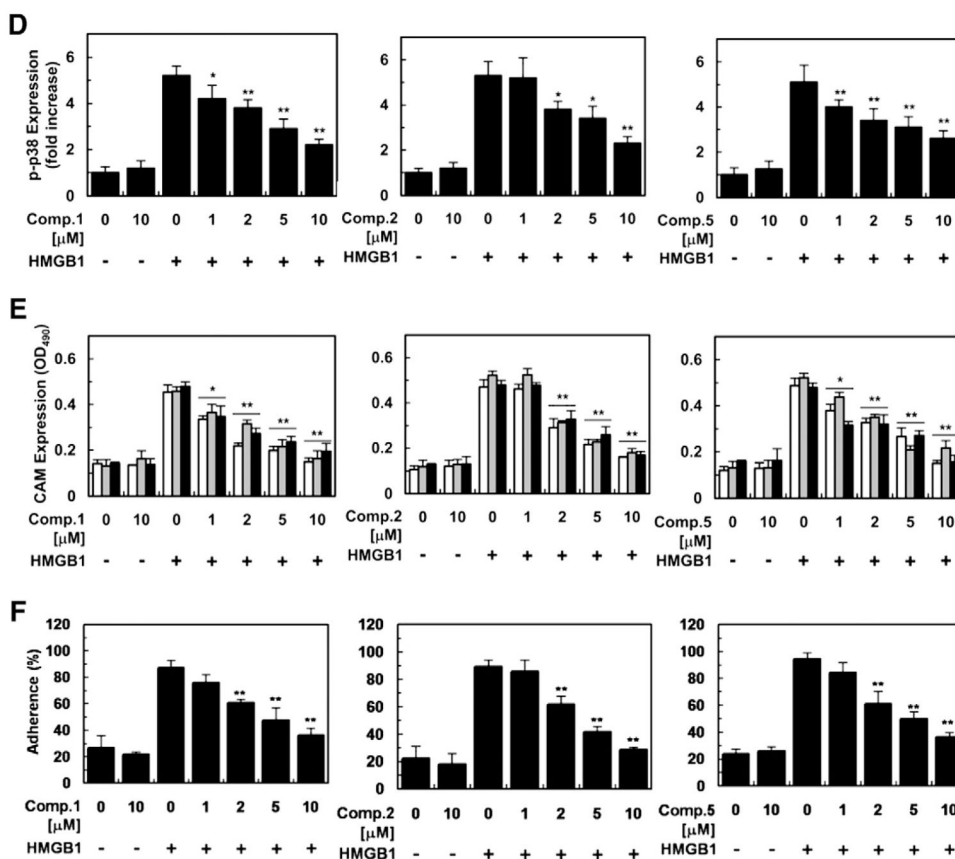 D
p-p38 Expression
(fold increase)
6
4
2
0
* ** ** **
Comp.1 0 10 0 1 2 5 10
[μM]
HMGB1 - - + + + + +
6
4
2
0
* * **
Comp.2 0 10 0 1 2 5 10
[μM]
HMGB1 - - + + + + +
6
4
2
0
** ** ** **
Comp.5 0 10 0 1 2 5 10
[μM]
HMGB1 - - + + + + +
E
CAM Expression (OD490)
0.6
0.4
0.2
0
* ** ** **
Comp.1 0 10 0 1 2 5 10
[μM]
HMGB1 - - + + + + +
0.6
0.4
0.2
0
** ** **
Comp.2 0 10 0 1 2 5 10
[μM]
HMGB1 - - + + + + +
0.6
0.4
0.2
0
* ** ** **
Comp.5 0 10 0 1 2 5 10
[μM]
HMGB1 - - + + + + +
F
Adherence (%)
120
100
80
60
40
20
0
** ** **
Comp.1 0 10 0 1 2 5 10
[μM]
HMGB1 - - + + + + +
120
100
80
60
40
20
0
** ** **
Comp.2 0 10 0 1 2 5 10
[μM]
HMGB1 - - + + + + +
120
100
80
60
40
20
0
** ** **
Comp.5 0 10 0 1 2 5 10
[μM]
HMGB1 - - + + + + +